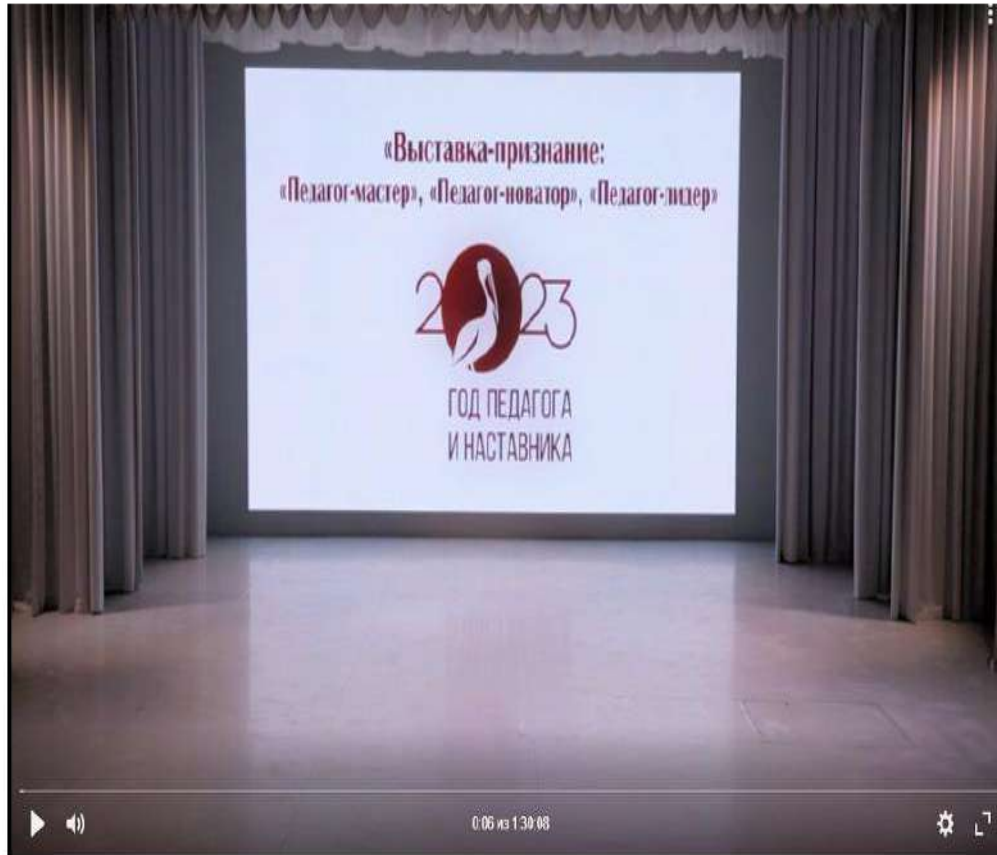 «Выставка-признание:
«Педагог-мастер», «Педагог-новатор», «Педагог-лидер»
2023
ГОД ПЕДАГОГА
И НАСТАВНИКА
0:06 из 1:30:08